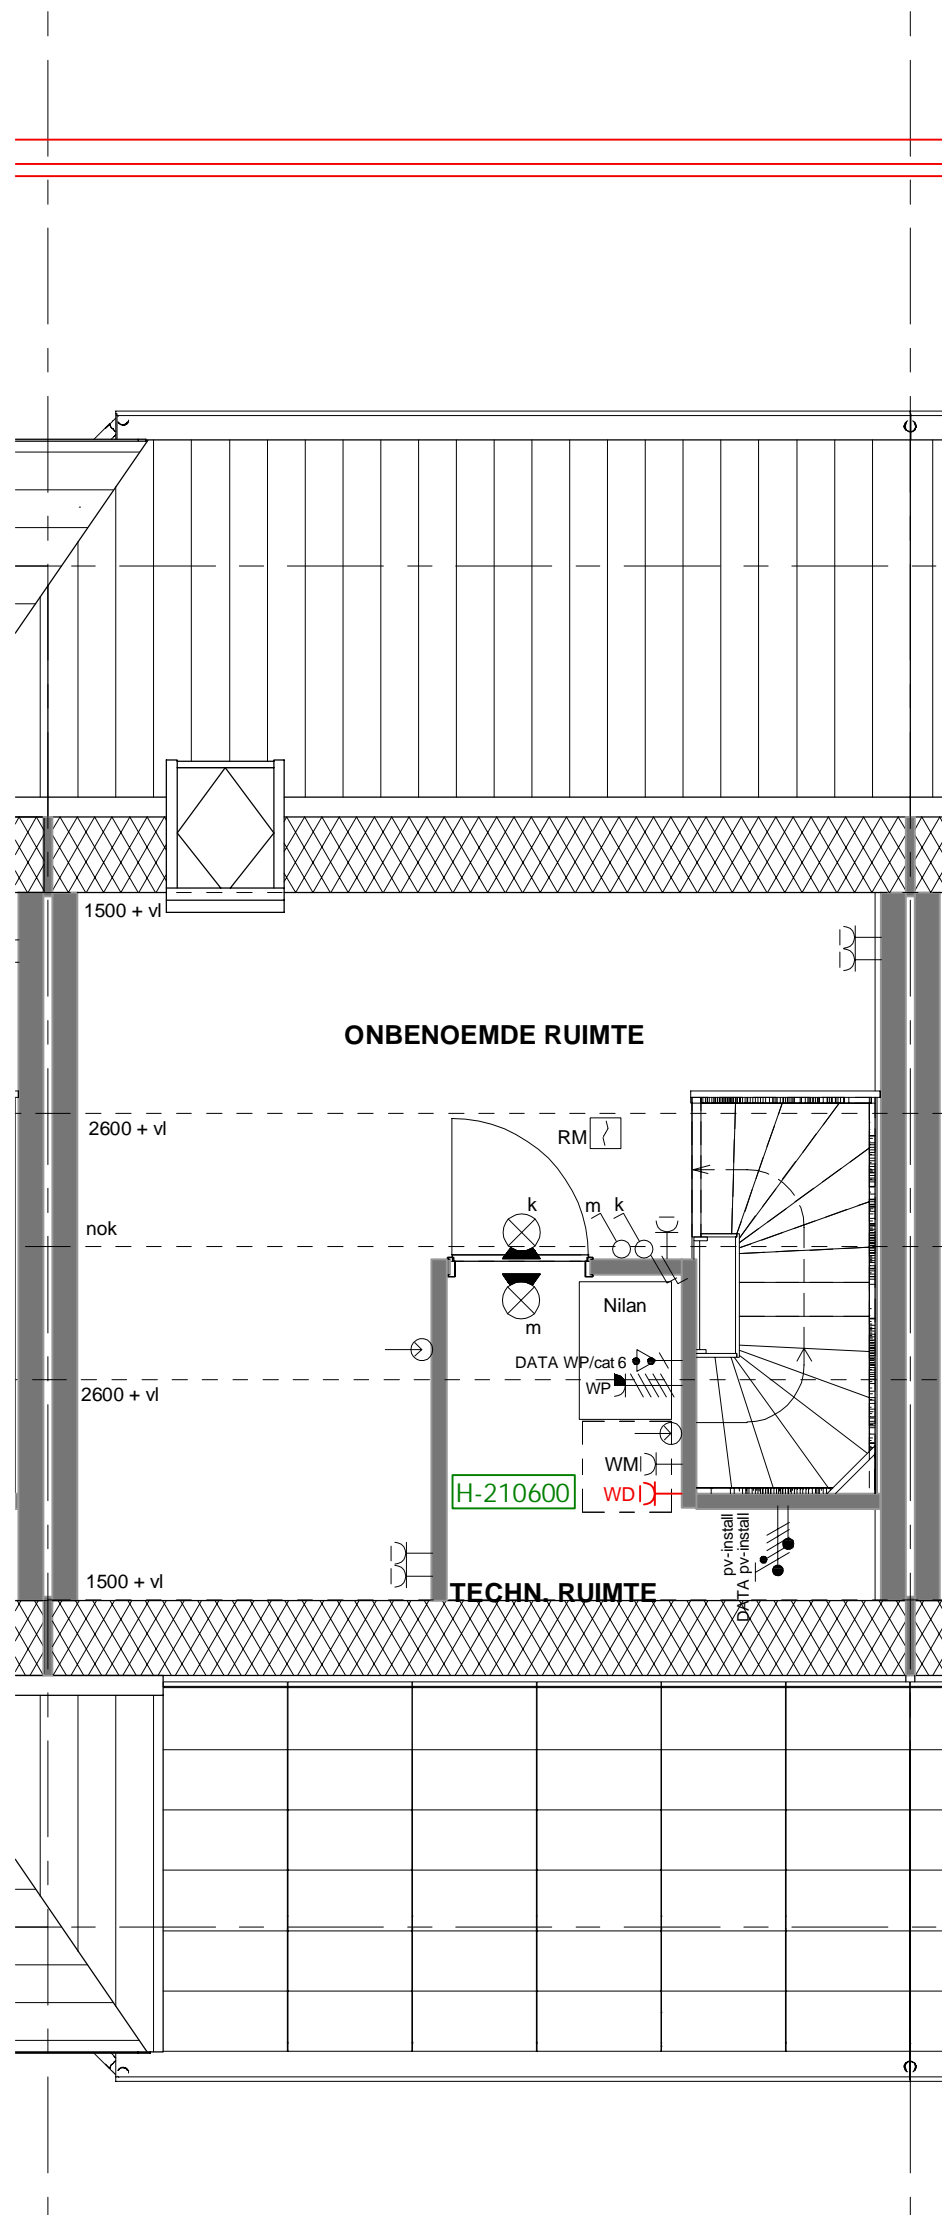 1500 + vl
ONBENOEMDE RUIMTE
2600 + vl
RM
k
m k
nok
Nilan
m
DATA WP/cat 6
WP
2600 + vl
WM
H-210600
WD
pv-install
DATA pv-install
1500 + vl
TECHN. RUIMTE